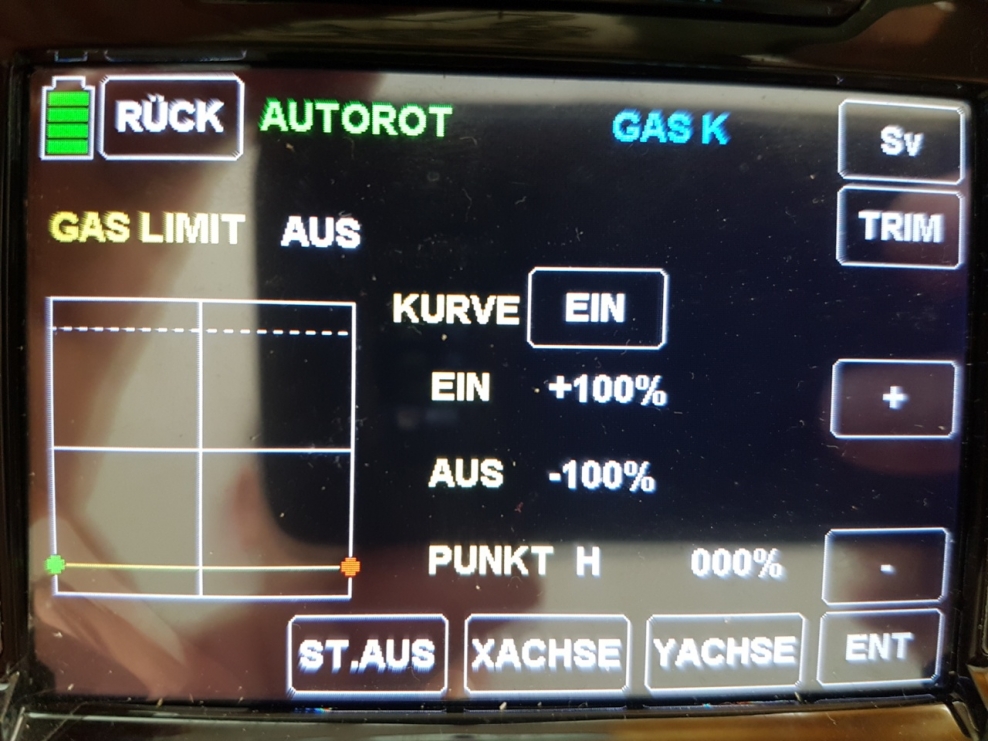 RÜCK AUTOROT GAS K Sv
GAS LIMIT AUS TRIM
KURVE EIN
EIN +100% +
AUS -100%
PUNKT H 000% -
ST.AUS XACHSE YACHSE ENT